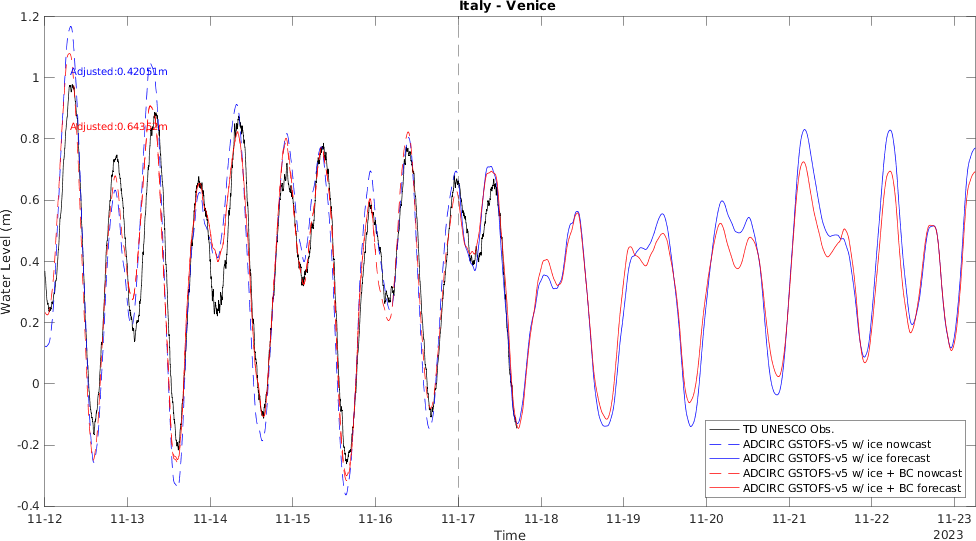 Italy - Venice
Water Level (m)
1.2
1
0.8
0.6
0.4
0.2
0
-0.2
-0.4
Adjusted:0.42051m
TD UNESCO Obs.
ADCIRC GSTOFS-v5 w/ ice nowcast
ADCIRC GSTOFS-v5 w/ ice forecast
ADCIRC GSTOFS-v5 w/ ice + BC nowcast
ADCIRC GSTOFS-v5 w/ ice + BC forecast
11-12
11-13
11-14
11-15
11-16
11-17
11-18
11-19
11-20
11-21
11-22
11-23
2023
Time